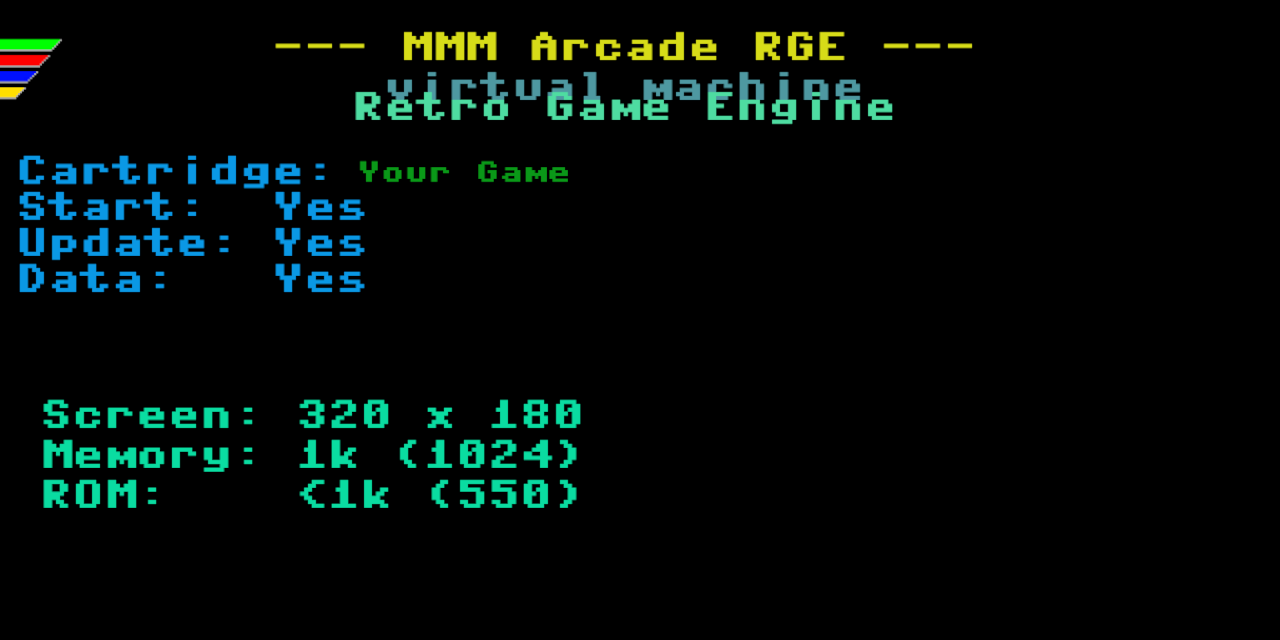 --- MMM Arcade RGE ---
virtual machine
Retro Game Engine
Cartridge: Your Game
Start: Yes
Update: Yes
Data: Yes
Screen: 320 x 180
Memory: 1k (1024)
ROM: <1k (550)